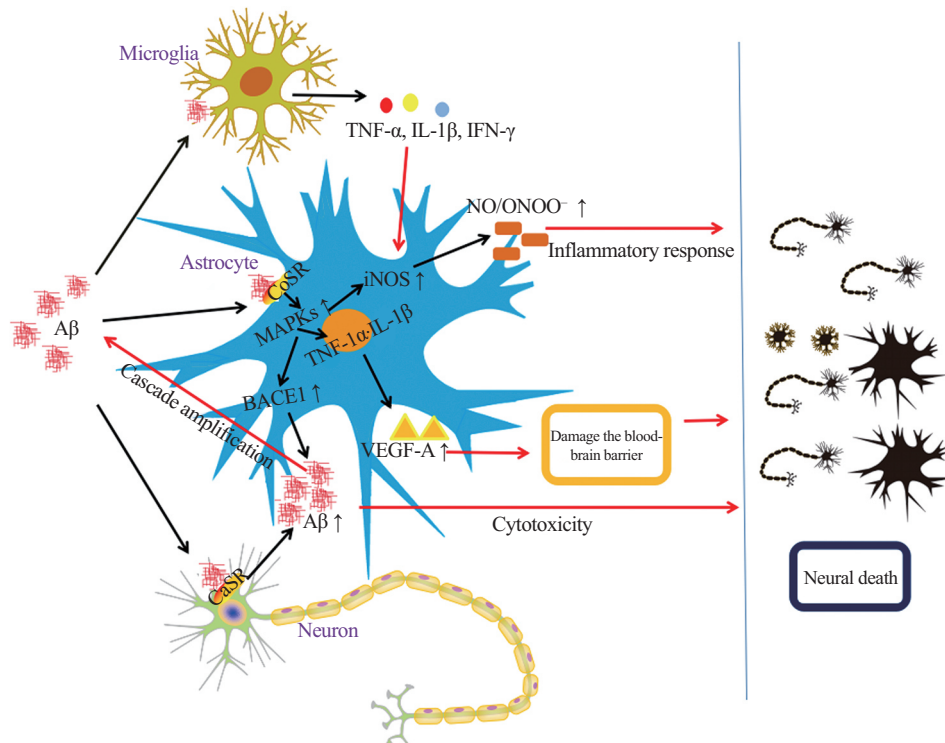 Microglia
TNF-α, IL-1β, IFN-γ
NO/ONOO⁻ ↑
Inflammatory response
Astrocyte
CoSR
iNOS ↑
MAPKs ↑
TNF-1α·IL-1β
Aβ
Cascade amplification
BACE1 ↑
VEGF-A ↑
Damage the blood-
brain barrier
Aβ ↑
Cytotoxicity
CaSR
Neuron
Neural death